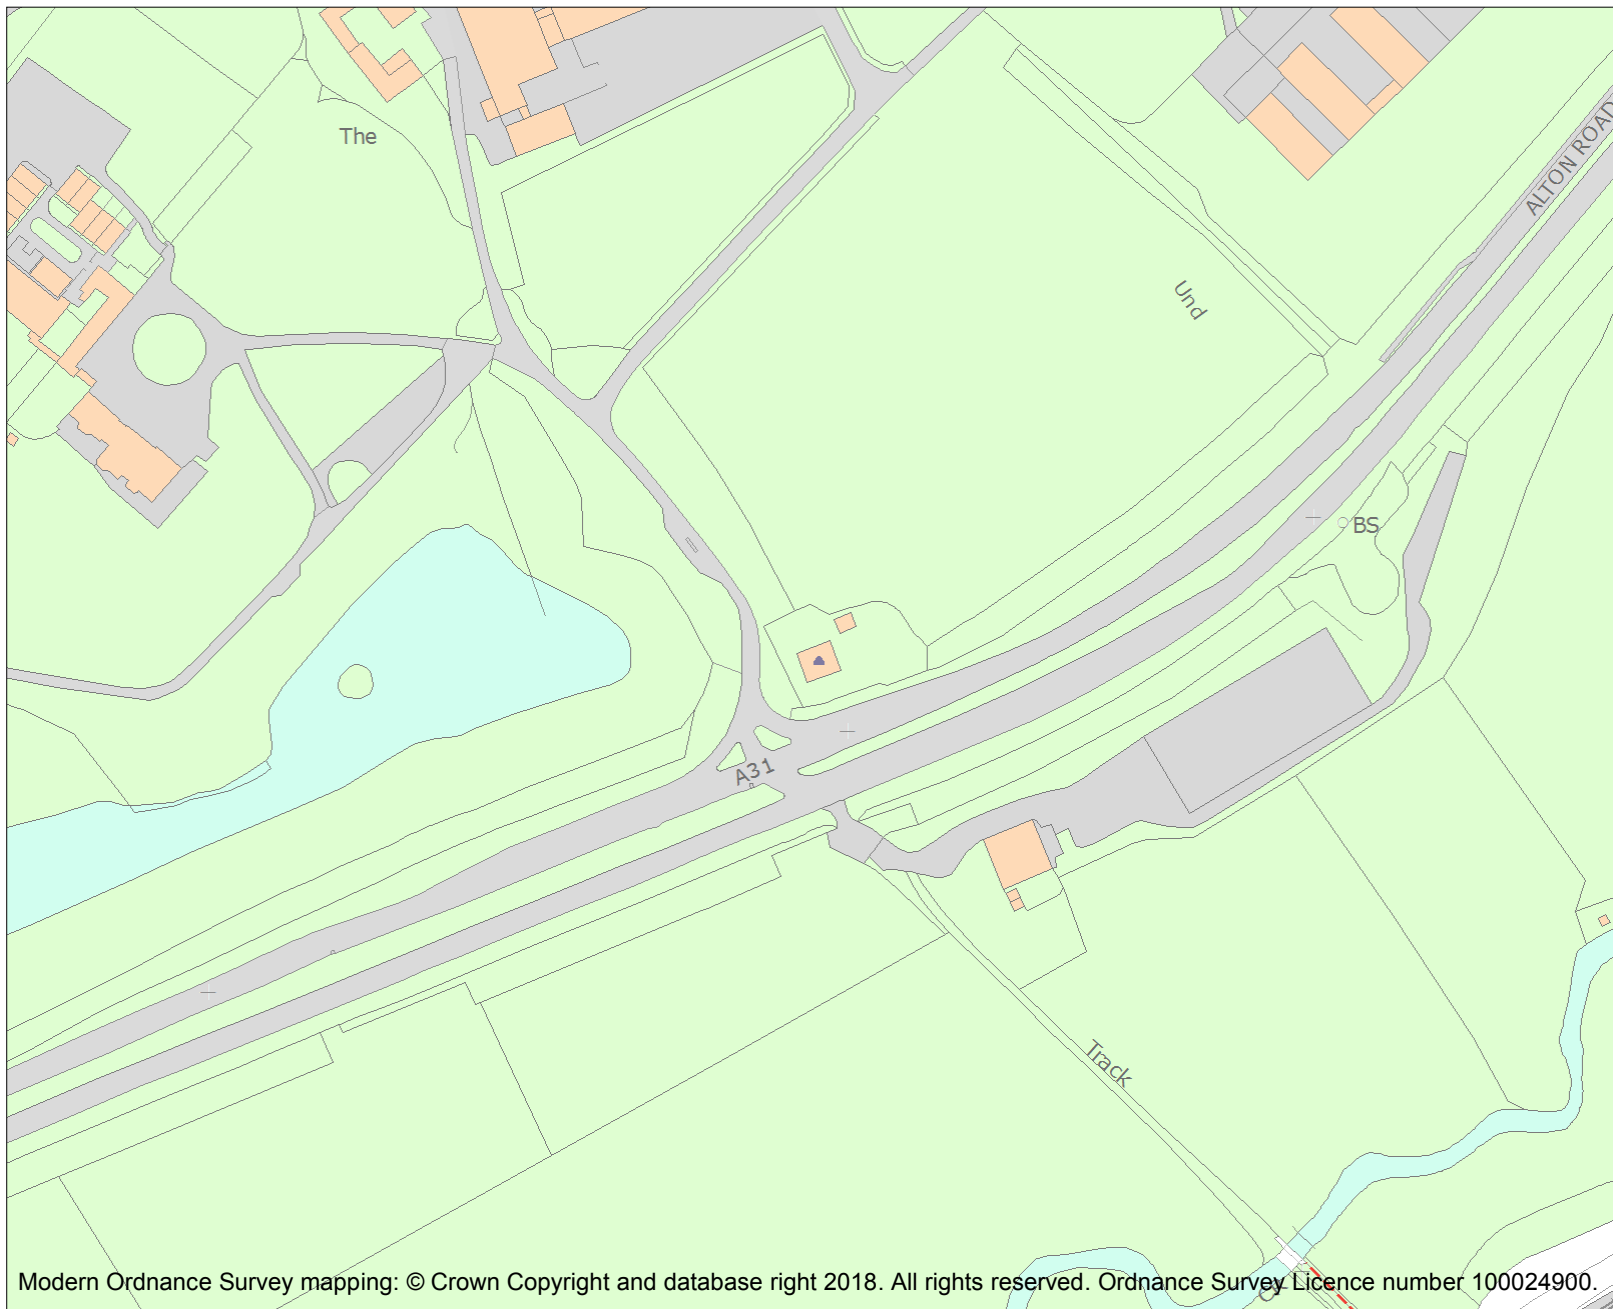 The
ALTON ROAD
Und
BS
A31
Track
Modern Ordnance Survey mapping: © Crown Copyright and database right 2018. All rights reserved. Ordnance Survey Licence number 100024900.